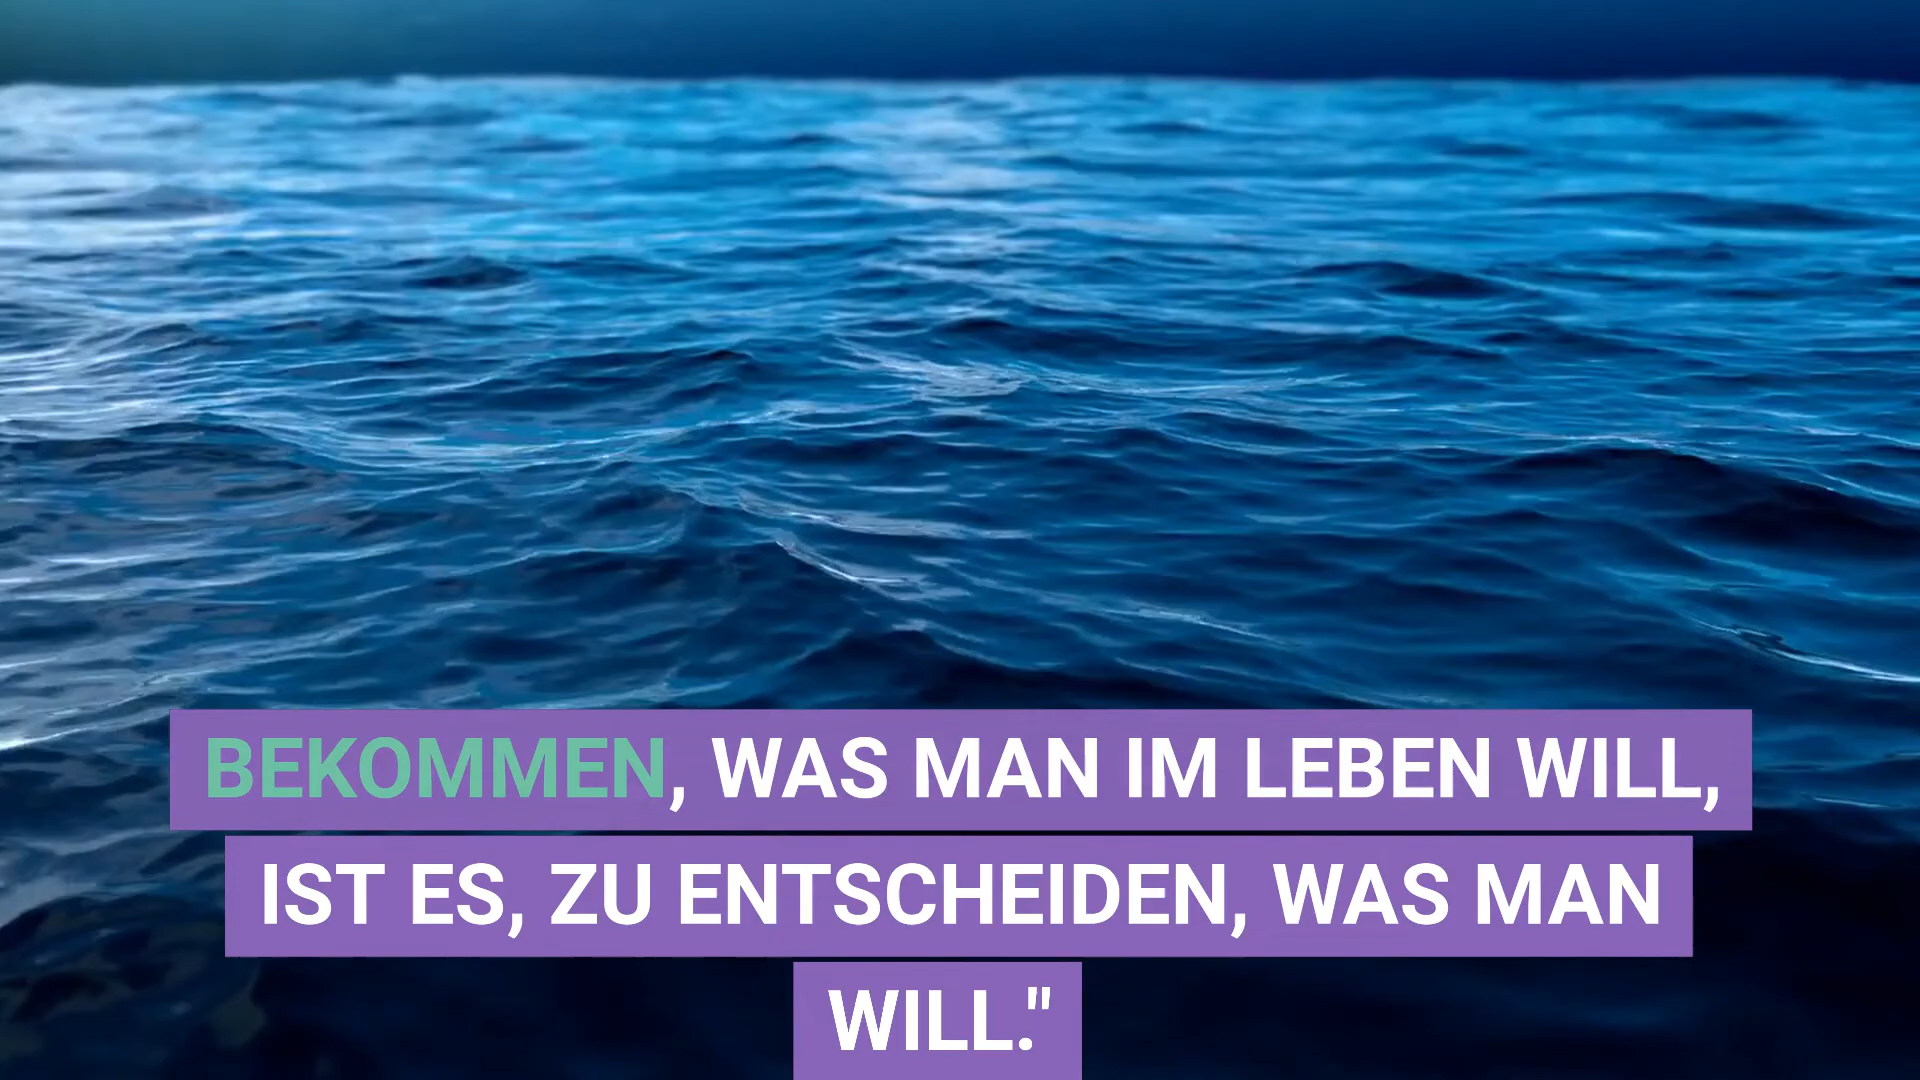 BEKOMMEN, WAS MAN IM LEBEN WILL,
IST ES, ZU ENTSCHEIDEN, WAS MAN
WILL."